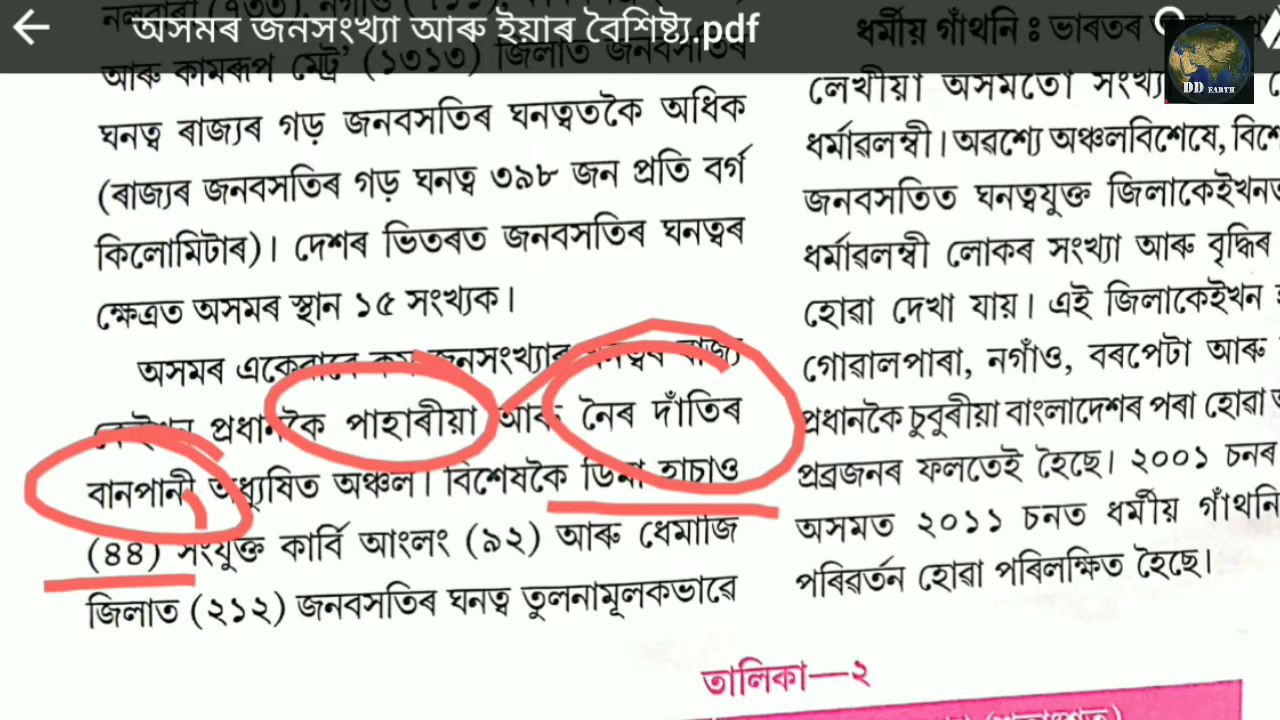 অসমৰ জনসংখ্যা আৰু ইয়াৰ বৈশিষ্ট্য.pdf
DD EARTH
আৰু কামৰূপ মেট্ৰ' (১৩১৩) জিলাত জনবসতিৰ
ঘনত্ব ৰাজ্যৰ গড় জনবসতিৰ ঘনত্বতকৈ অধিক
(ৰাজ্যৰ জনবসতিৰ গড় ঘনত্ব ৩৯৮ জন প্ৰতি বৰ্গ
কিলোমিটাৰ)। দেশৰ ভিতৰত জনবসতিৰ ঘনত্বৰ
ক্ষেত্ৰত অসমৰ স্থান ১৫ সংখ্যক।
অসমৰ একেবাৰে কম জনসংখ্যাৰ ঘনত্বৰ ৰাজ্য
কেইখন প্ৰধানকৈ পাহাৰীয়া আৰু নৈৰ দাঁতিৰ
বানপানী অধ্যুষিত অঞ্চল। বিশেষকৈ ডিমা হাচাও
(৪৪) সংযুক্ত কাৰ্বি আংলং (৯২) আৰু ধেমাজি
জিলাত (২১২) জনবসতিৰ ঘনত্ব তুলনামূলকভাৱে
ধৰ্মীয় গাঁথনি : ভাৰতৰ
লেখীয়া অসমতো সংখ্যা
ধৰ্মাৱলম্বী। অৱশ্যে অঞ্চলবিশেষে,
জনবসতিত ঘনত্বযুক্ত জিলাকেইখনত
ধৰ্মাৱলম্বী লোকৰ সংখ্যা আৰু বৃদ্ধিৰ
হোৱা দেখা যায়। এই জিলাকেইখন
গোৱালপাৰা, নগাঁও, বৰপেটা আৰু
প্ৰধানকৈ চুবুৰীয়া বাংলাদেশৰ পৰা হোৱা
প্ৰব্ৰজনৰ ফলতেই হৈছে। ২০০১ চনৰ
অসমত ২০১১ চনত ধৰ্মীয় গাঁথনি
পৰিৱৰ্তন হোৱা পৰিলক্ষিত হৈছে।
তালিকা—২